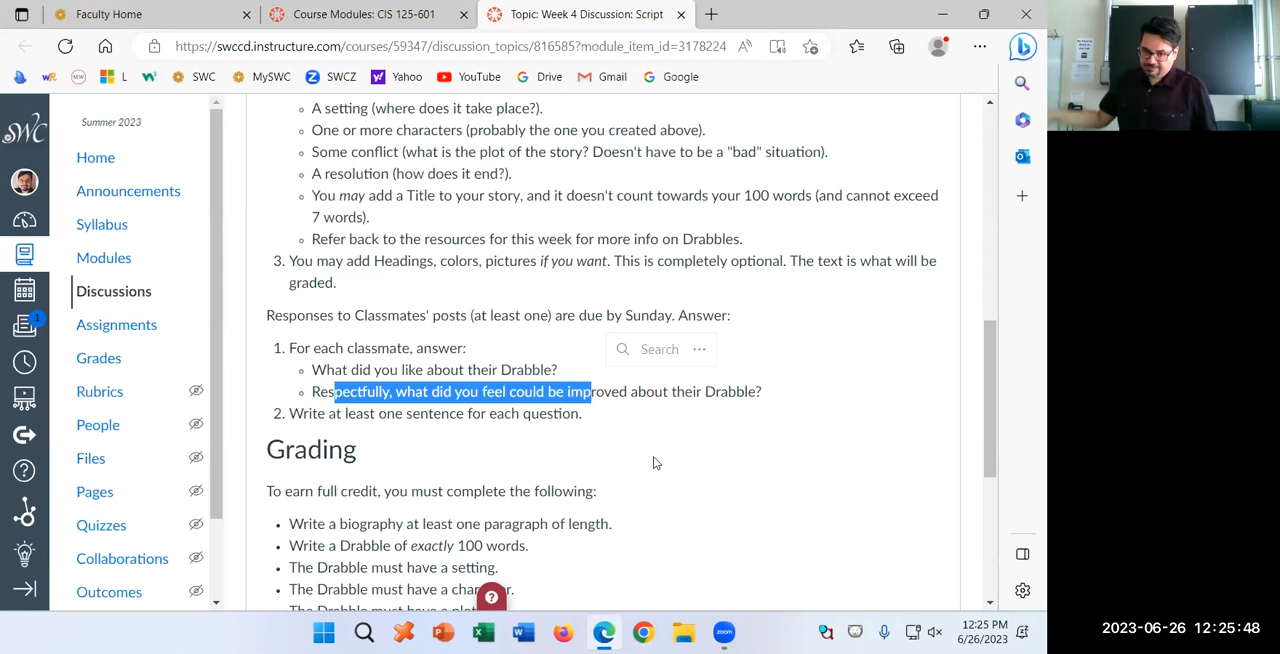 Faculty Home
Course Modules: CIS 125-601
Topic: Week 4 Discussion: Script
https://swccd.instructure.com/courses/59347/discussion_topics/816585?module_item_id=3178224
SWC
MySWC
SWCZ
Yahoo
YouTube
Drive
Gmail
Google
SWC
1
Summer 2023
Home
Announcements
Syllabus
Modules
Discussions
Assignments
Grades
Rubrics
People
Files
Pages
Quizzes
Collaborations
Outcomes
A setting (where does it take place?).
One or more characters (probably the one you created above).
Some conflict (what is the plot of the story? Doesn't have to be a "bad" situation).
A resolution (how does it end?).
You may add a Title to your story, and it doesn't count towards your 100 words (and cannot exceed
7 words).
Refer back to the resources for this week for more info on Drabbles.
3. You may add Headings, colors, pictures if you want. This is completely optional. The text is what will be
graded.
Responses to Classmates' posts (at least one) are due by Sunday. Answer:
1. For each classmate, answer:
Search
What did you like about their Drabble?
Respectfully, what did you feel could be improved about their Drabble?
2. Write at least one sentence for each question.
Grading
To earn full credit, you must complete the following:
Write a biography at least one paragraph of length.
Write a Drabble of exactly 100 words.
The Drabble must have a setting.
The Drabble must have a
zoom
12:25 PM
6/26/2023
2023-06-26 12:25:48